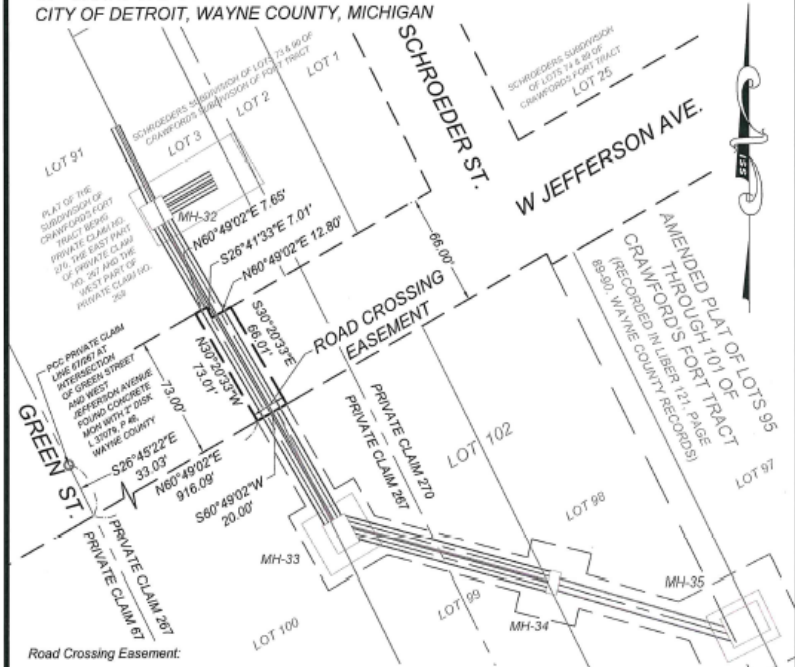 CITY OF DETROIT, WAYNE COUNTY, MICHIGAN
SCHROEDERS SUBDIVISION OF LOTS 73 & 90 OF
CRAWFORDS SUBDIVISION OF FORT TRACT
LOT 1
LOT 2
LOT 3
LOT 91
SCHROEDER ST.
SCHROEDERS SUBDIVISION
OF LOTS 74 & 89 OF
CRAWFORDS FORT TRACT
LOT 25
W JEFFERSON AVE.
ISS
PLAT OF THE
SUBDIVISION OF
CRAWFORDS FORT
TRACT BEING
PRIVATE CLAIM NO.
270, THE EAST PART
OF PRIVATE CLAIM
NO. 267 AND THE
WEST PART OF
PRIVATE CLAIM NO.
MH-32
N60°49'02"E 7.65'
S26°41'33"E 7.01'
N60°49'02"E 12.80'
66.00'
S30°20'33"E
66.01'
ROAD CROSSING
EASEMENT
N30°20'33"W
73.01'
73.00'
AMENDED PLAT OF LOTS 95
THROUGH 101 OF
CRAWFORD'S FORT TRACT
(RECORDED IN LIBER 121, PAGE
89-90, WAYNE COUNTY RECORDS)
PCC PRIVATE CLAIM
LINE 67/267 AT
INTERSECTION
OF GREEN STREET
AND WEST
JEFFERSON AVENUE
FOUND CONCRETE
MON WITH 2" DISK
L 37079, P 48,
WAYNE COUNTY
GREEN ST.
S26°45'22"E
33.03'
N60°49'02"E
916.09'
S60°49'02"W
20.00'
PRIVATE CLAIM 270
PRIVATE CLAIM 267
LOT 102
LOT 97
LOT 98
PRIVATE CLAIM 267
PRIVATE CLAIM 67
MH-33
MH-34
MH-35
LOT 99
LOT 100
Road Crossing Easement: